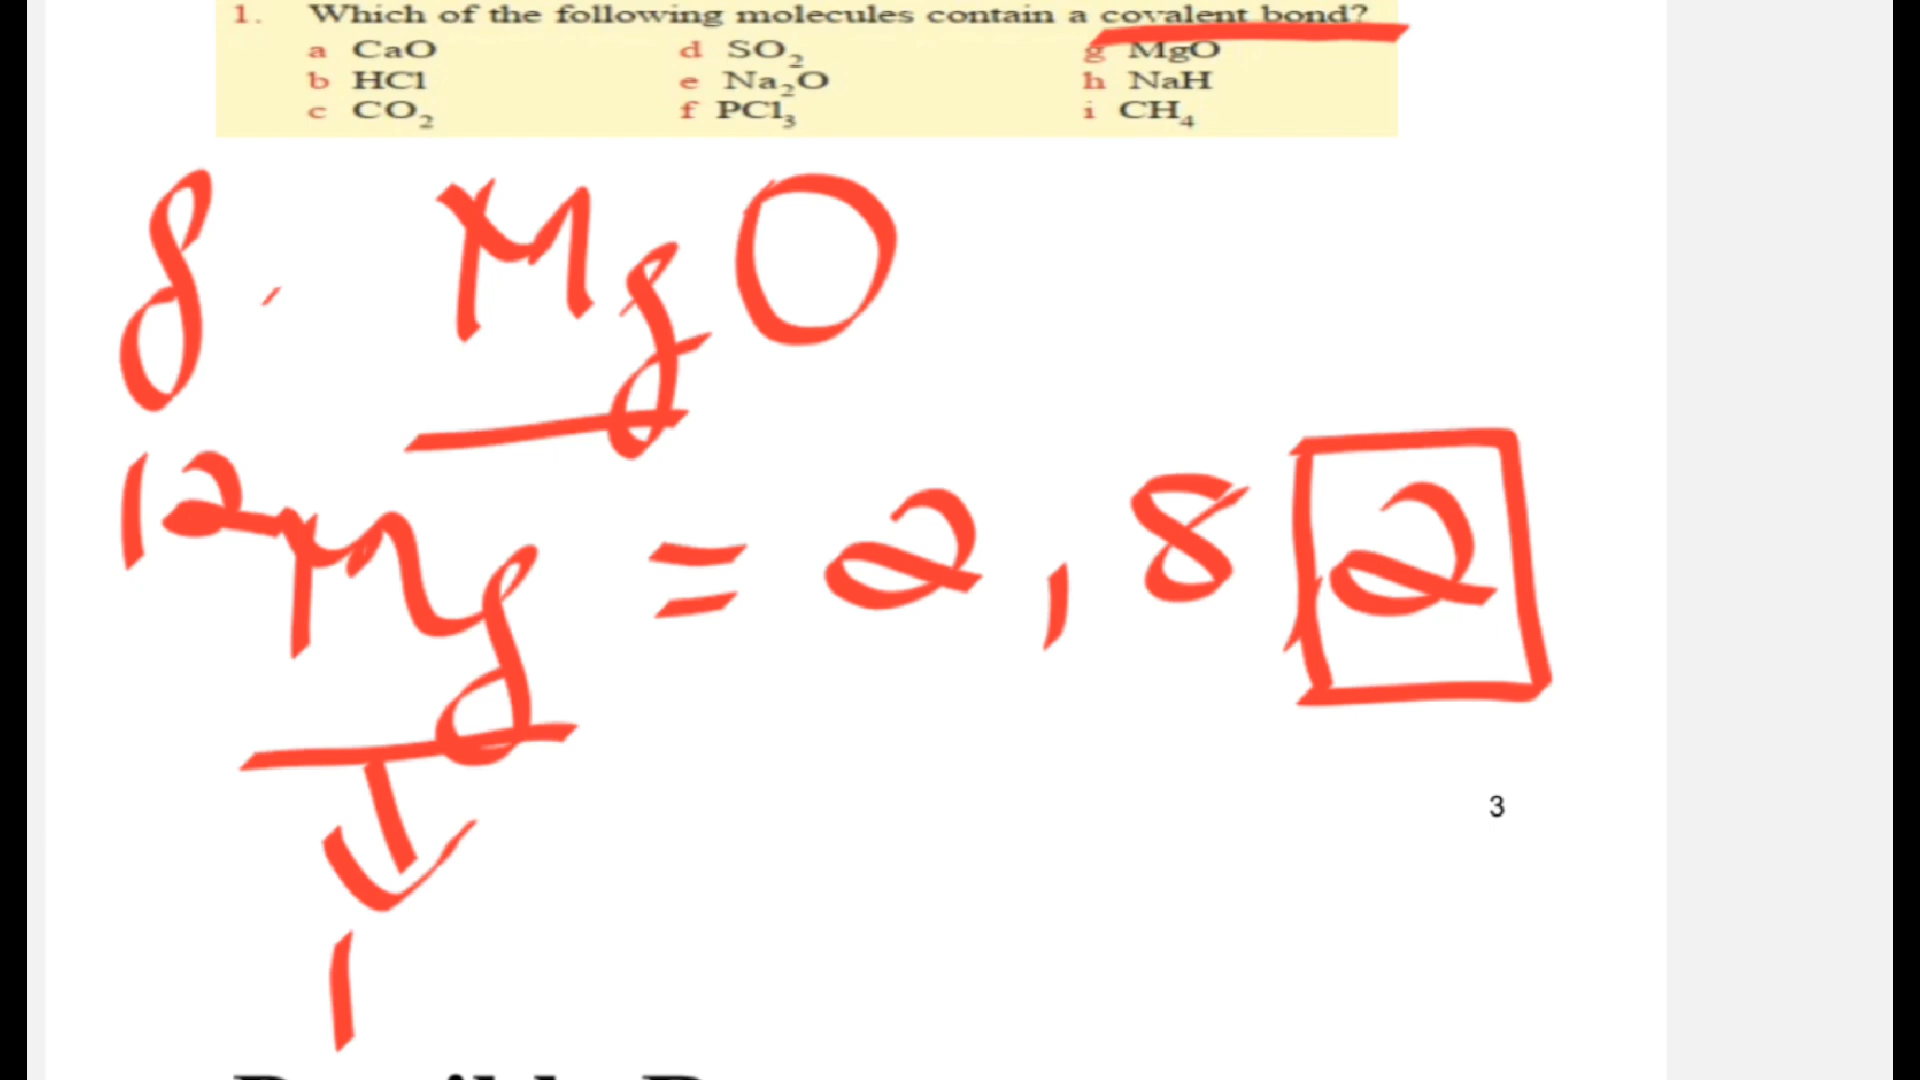 1. Which of the following molecules contain a covalent bond?
a CaO d SO₂ g MgO
b HCl e Na₂O h NaH
c CO₂ f PCl₃ i CH₄
g. MgO
12Mg = 2,8,2
3